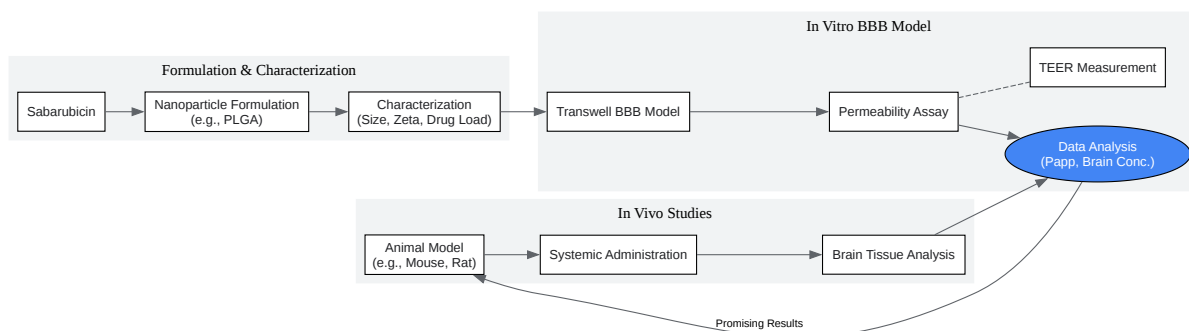 In Vitro BBB Model
TEER Measurement
Formulation & Characterization
Sabarubicin
Nanoparticle Formulation
(e.g., PLGA)
Characterization
(Size, Zeta, Drug Load)
Transwell BBB Model
Permeability Assay
Data Analysis
(Papp, Brain Conc.)
In Vivo Studies
Animal Model
(e.g., Mouse, Rat)
Systemic Administration
Brain Tissue Analysis
Promising Results